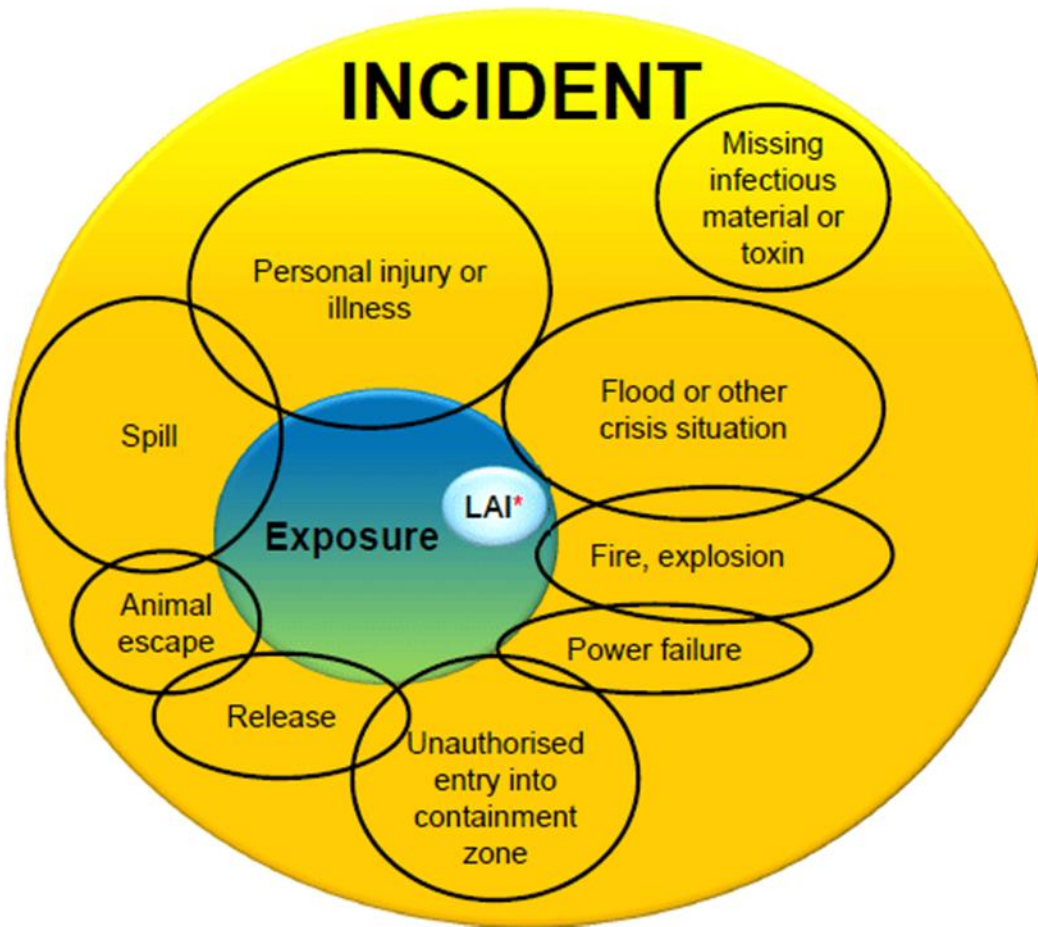 INCIDENT
Missing
infectious
material or
toxin
Personal injury or
illness
Flood or other
crisis situation
Spill
LAI*
Exposure
Fire, explosion
Animal
escape
Power failure
Release
Unauthorised
entry into
containment
zone